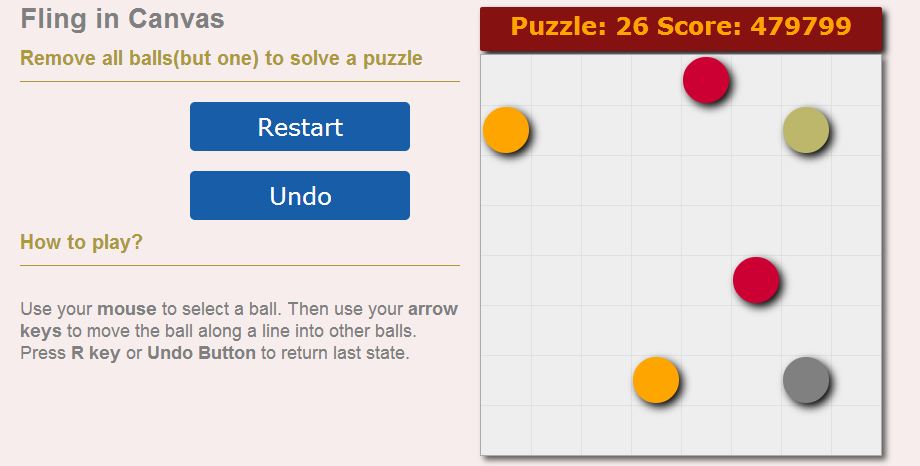 Fling in Canvas
Remove all balls(but one) to solve a puzzle
Restart
Undo
How to play?
Use your mouse to select a ball. Then use your arrow
keys to move the ball along a line into other balls.
Press R key or Undo Button to return last state.
Puzzle: 26 Score: 479799